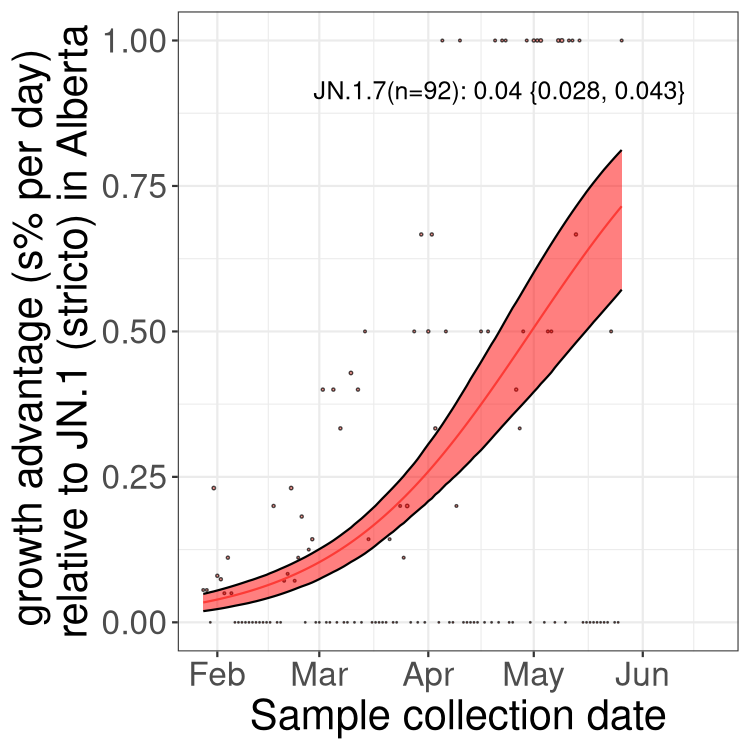 growth advantage (s% per day)
relative to JN.1 (stricto) in Alberta
1.00
0.75
0.50
0.25
0.00
JN.1.7(n=92): 0.04 {0.028, 0.043}
Feb Mar Apr May Jun
Sample collection date